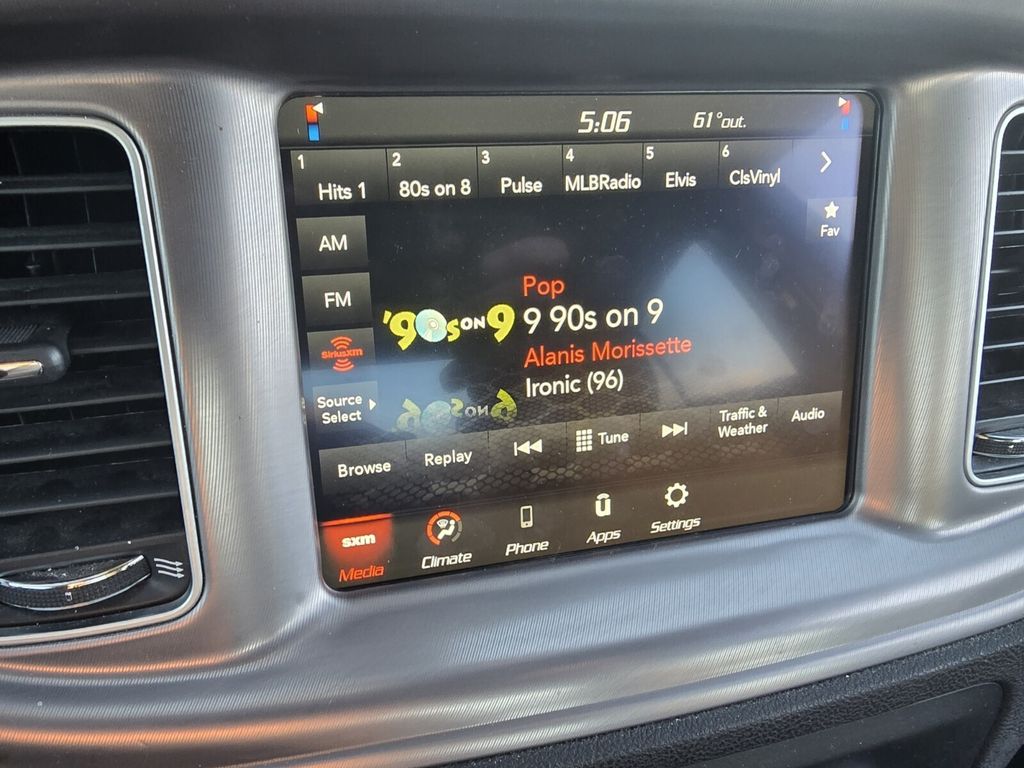 5:06 61°out.
1 Hits 1
2 80s on 8
3 Pulse
4 MLBRadio
5 Elvis
6 ClsVinyl
Fav
AM
FM
SiriusXM
Source
Select
'90s ON 9
Pop
9 90s on 9
Alanis Morissette
Ironic (96)
Browse
Replay
Tune
Traffic &
Weather
Audio
sxm
Media
Climate
Phone
Apps
Settings